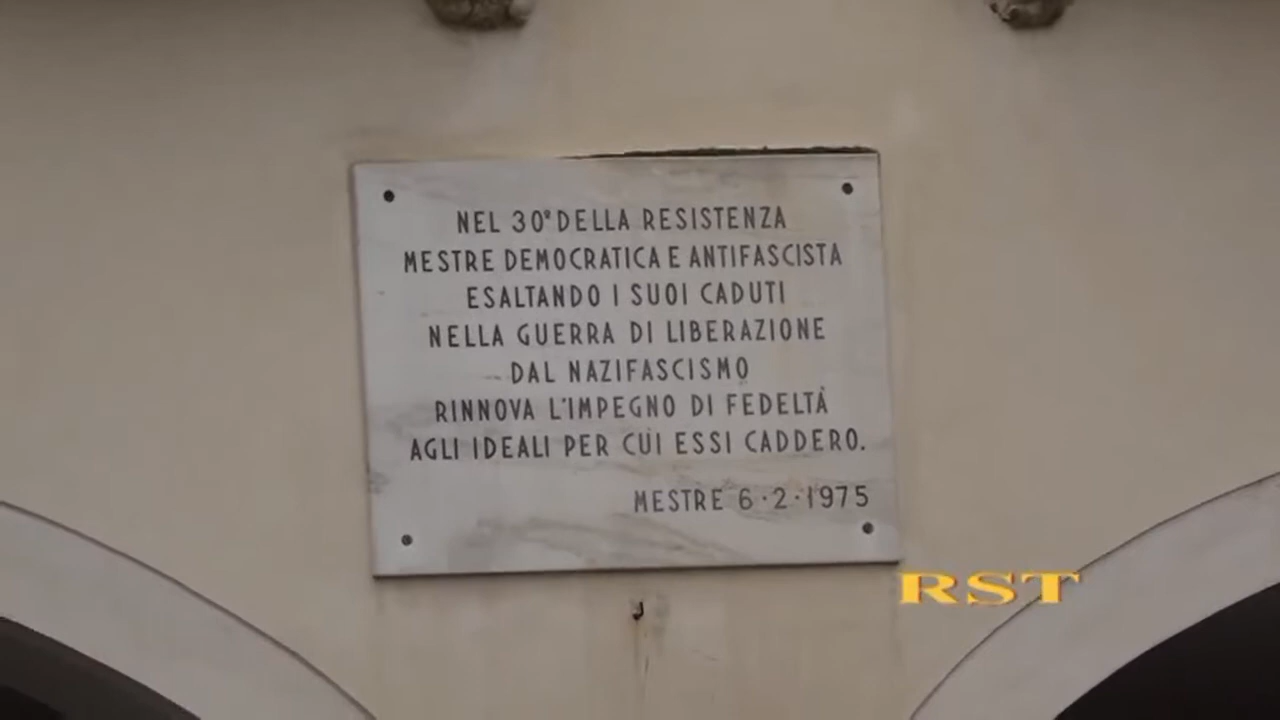 NEL 30° DELLA RESISTENZA
MESTRE DEMOCRATICA E ANTIFASCISTA
ESALTANDO I SUOI CADUTI
NELLA GUERRA DI LIBERAZIONE
DAL NAZIFASCISMO
RINNOVA L'IMPEGNO DI FEDELTÀ
AGLI IDEALI PER CUI ESSI CADDERO.
MESTRE 6·2·1975
RST